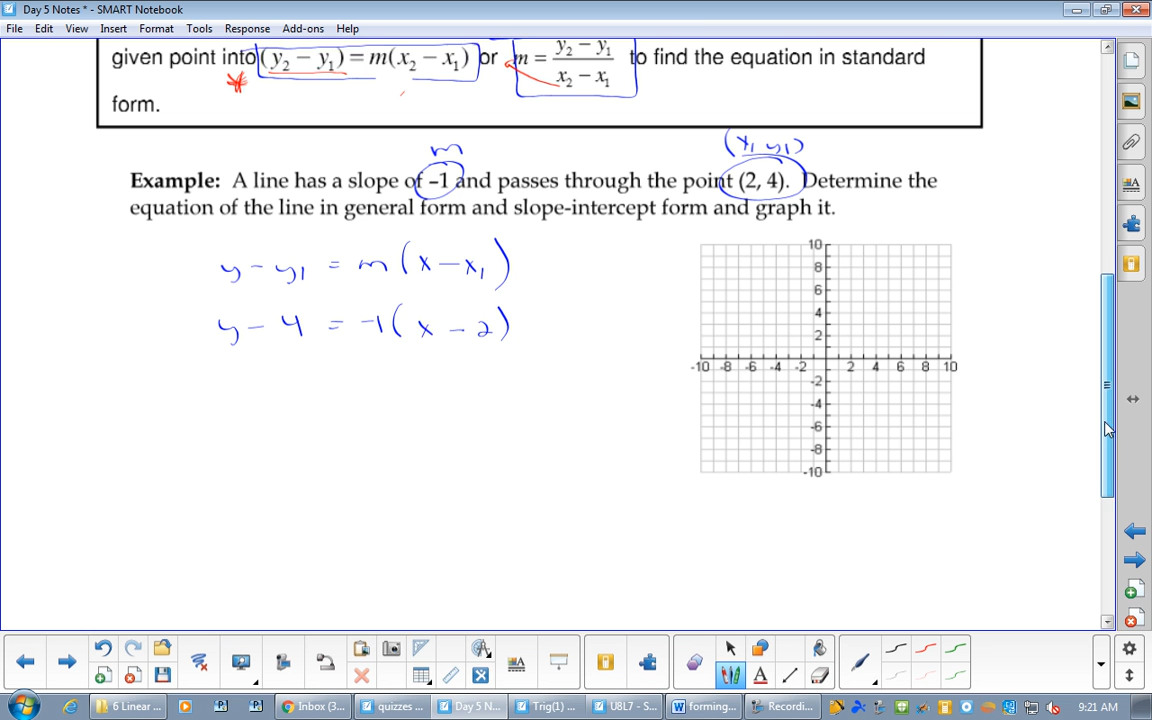 Day 5 Notes * - SMART Notebook
File Edit View Insert Format Tools Response Add-ons Help
given point into (y₂ − y₁) = m(x₂ − x₁) or m = (y₂ − y₁)/(x₂ − x₁) to find the equation in standard
form.
m (x₁ y₁)
Example: A line has a slope of –1 and passes through the point (2, 4). Determine the
equation of the line in general form and slope-intercept form and graph it.
y - y₁ = m (x - x₁)
y - 4 = -1 (x - 2)
10
8
6
4
2
-10 -8 -6 -4 -2 2 4 6 8 10
-2
-4
-6
-8
-10
6 Linear ... Inbox (3... quizzes ... Day 5 N... Trig(1) ... U8L7 - S... forming... Recordi... 9:21 AM